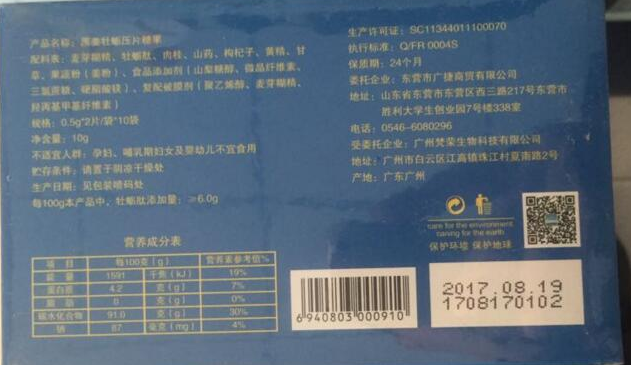 产品名称：
牡蛎压片糖果
配料表：麦芽糊精、牡蛎肽、肉桂、山药、枸杞子、黄精、甘
草、果蔬粉（姜粉）、食品添加剂（山梨糖醇、微晶纤维素、
三氯蔗糖、硬脂酸镁）、复配被膜剂（聚乙烯醇、麦芽糊精、
羟丙基甲基纤维素）
规格：0.5g*2片/袋*10袋
净含量：10g
不适宜人群：孕妇、哺乳期妇女及婴幼儿不宜食用
贮存条件：请置于阴凉干燥处
生产日期：见包装喷码处
每100g本产品中，牡蛎肽添加量：≥6.0g
营养成分表
项目 每100克（g） 营养素参考值%
能量 1591 千焦（kJ） 19%
蛋白质 4.2 克（g） 7%
脂肪 0 克（g） 0%
碳水化合物 91.6 克（g） 30%
钠 87 毫克（mg） 4%
生产许可证：SC11344011100070
执行标准：Q/FR 0004S
保质期：24个月
委托企业：东营市广捷商贸有限公司
地址：山东省东营市东营区西三路217号东营市
胜利大学生创业园7号楼338室
电话：0546-6080296
受委托企业：广州梵荣生物科技有限公司
地址：广州市白云区江高镇珠江村夏南路2号
产地：广东广州
care for the environment
caring for the earth
保护环境 保护地球
6 940803 000910
2017.08.19
1708170102